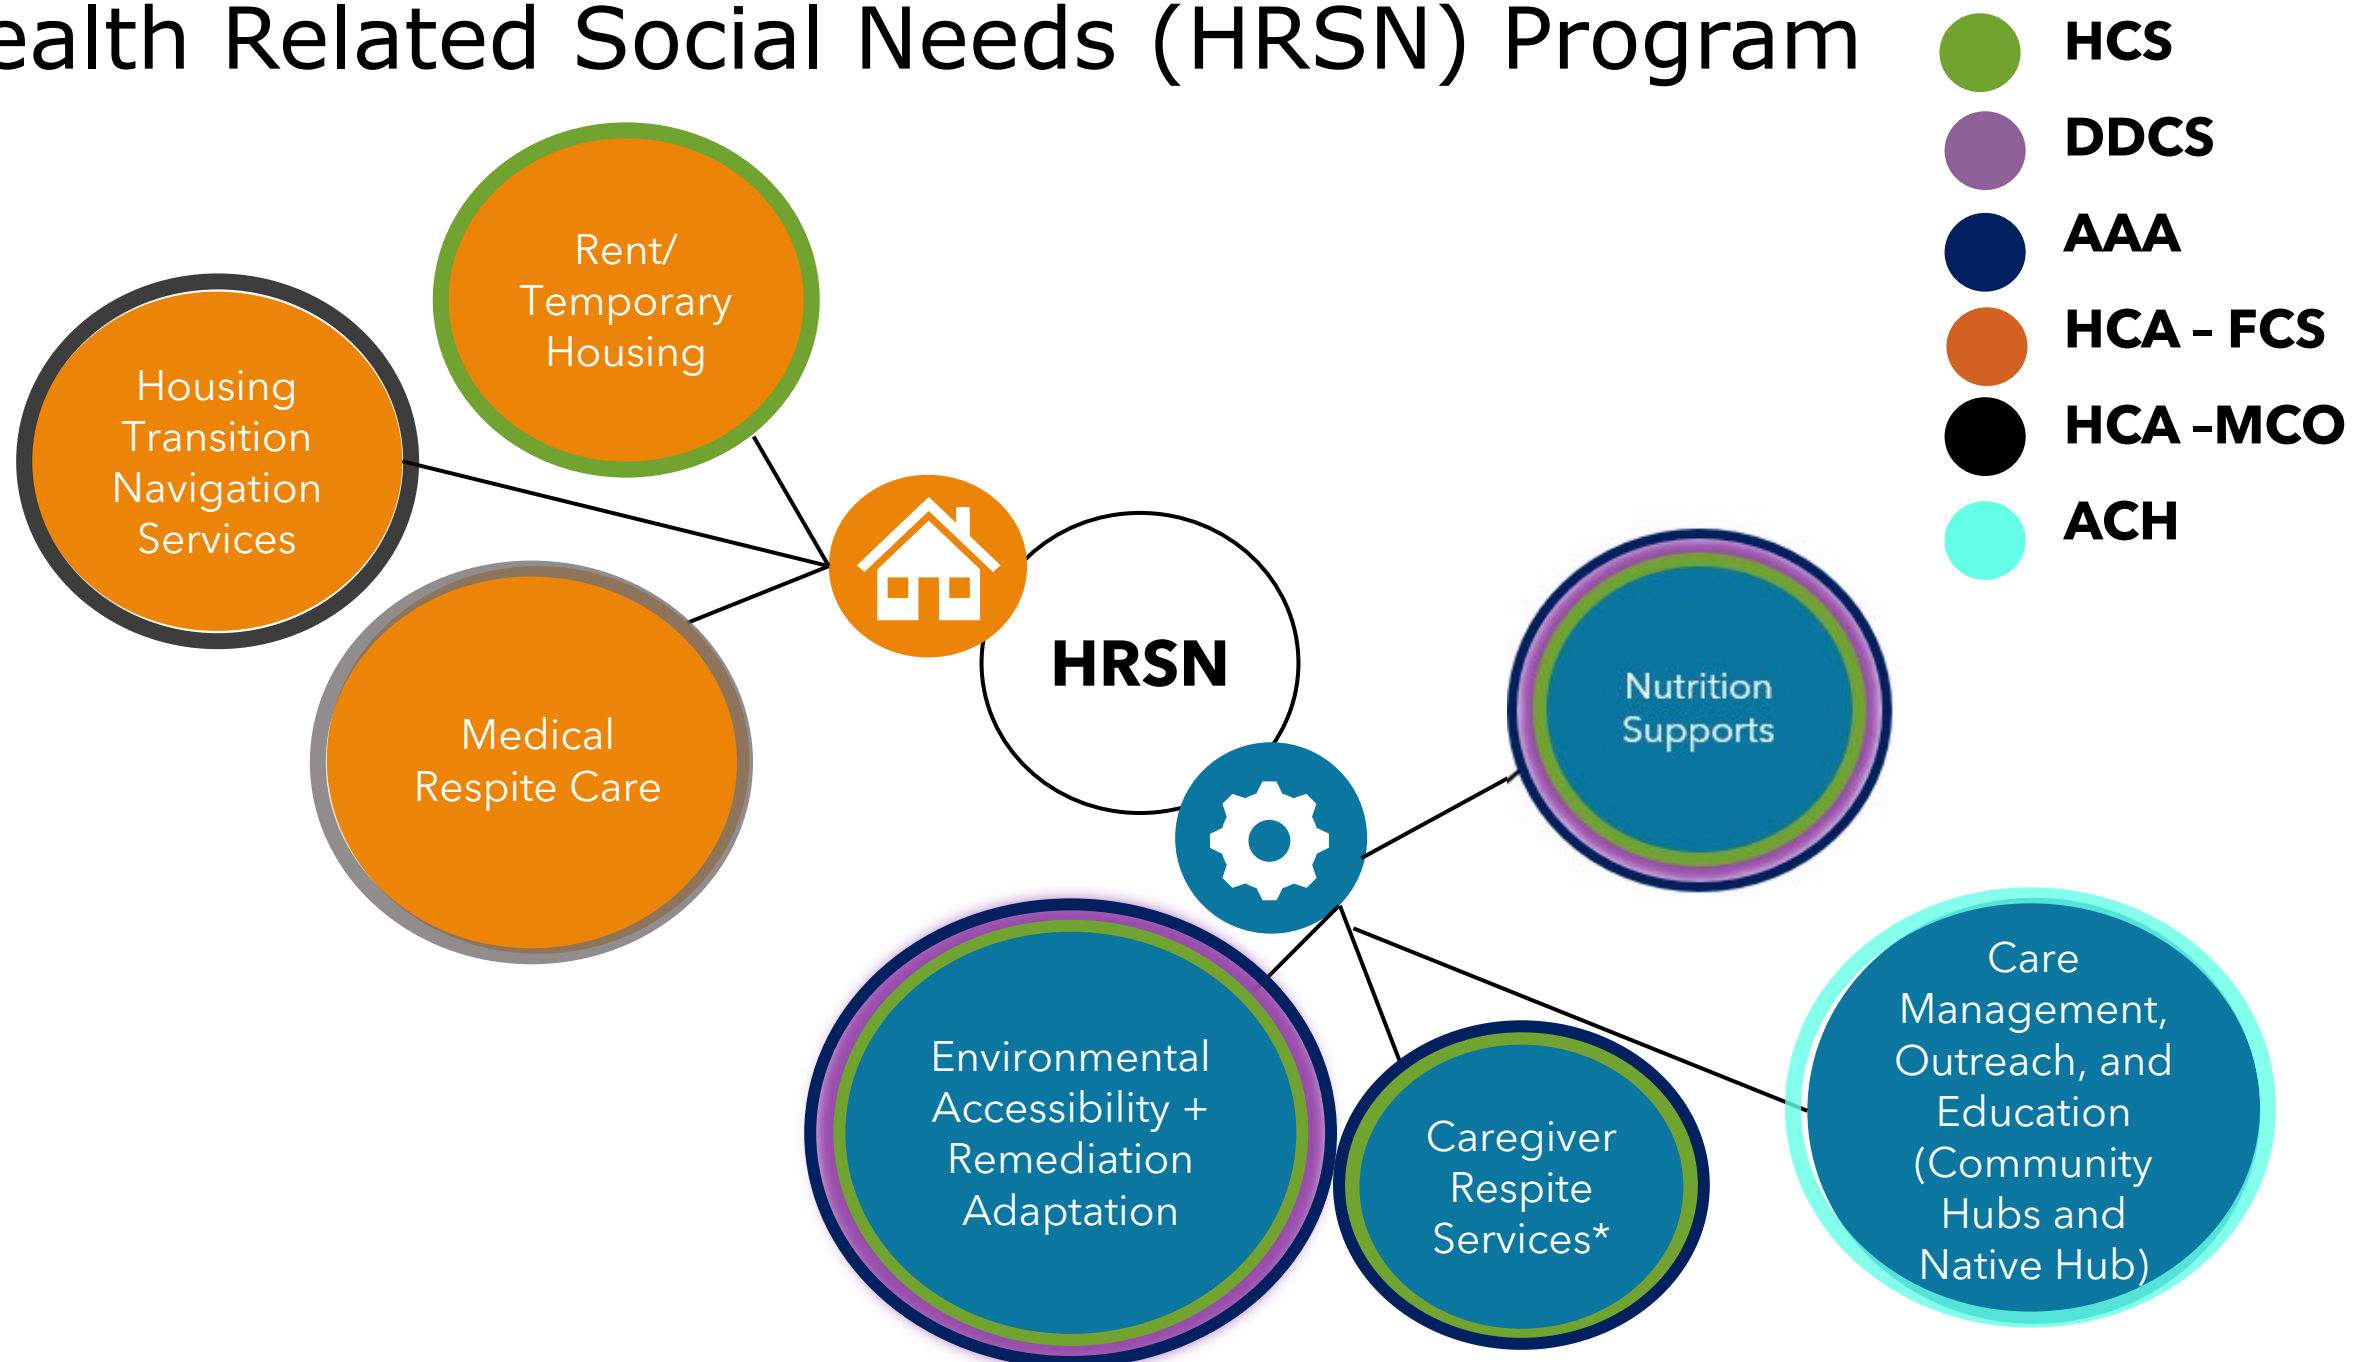 ealth Related Social Needs (HRSN) Program
HCS
DDCS
AAA
HCA - FCS
HCA -MCO
ACH
Rent/
Temporary
Housing
Housing
Transition
Navigation
Services
Medical
Respite Care
HRSN
Nutrition
Supports
Environmental
Accessibility +
Remediation
Adaptation
Caregiver
Respite
Services*
Care
Management,
Outreach, and
Education
(Community
Hubs and
Native Hub)